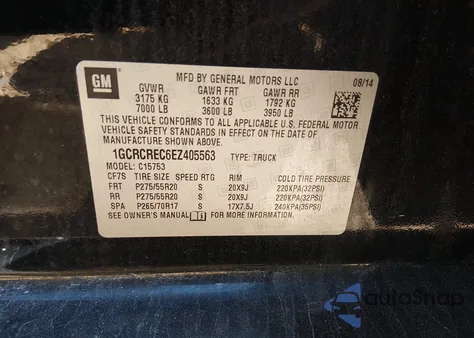 GM
MFD BY GENERAL MOTORS LLC
08/14
GVWR GAWR FRT GAWR RR
3175 KG 1633 KG 1792 KG
7000 LB 3600 LB 3950 LB
THIS VEHICLE CONFORMS TO ALL APPLICABLE
U.S. FEDERAL MOTOR
VEHICLE SAFETY STANDARDS IN EFFECT ON THE DATE OF
MANUFACTURE SHOWN ABOVE.
1GCRCREC6EZ405563 TYPE: TRUCK
MODEL: C15753
CF7S TIRE SIZE SPEED RTG RIM COLD TIRE PRESSURE
FRT P275/55R20 S 20X9J 220KPA(32PSI)
RR P275/55R20 S 20X9J 220KPA(32PSI)
SPA P265/70R17 S 17X7.5J 240KPA(35PSI)
SEE OWNER'S MANUAL i FOR MORE INFORMATION.
autoSnap